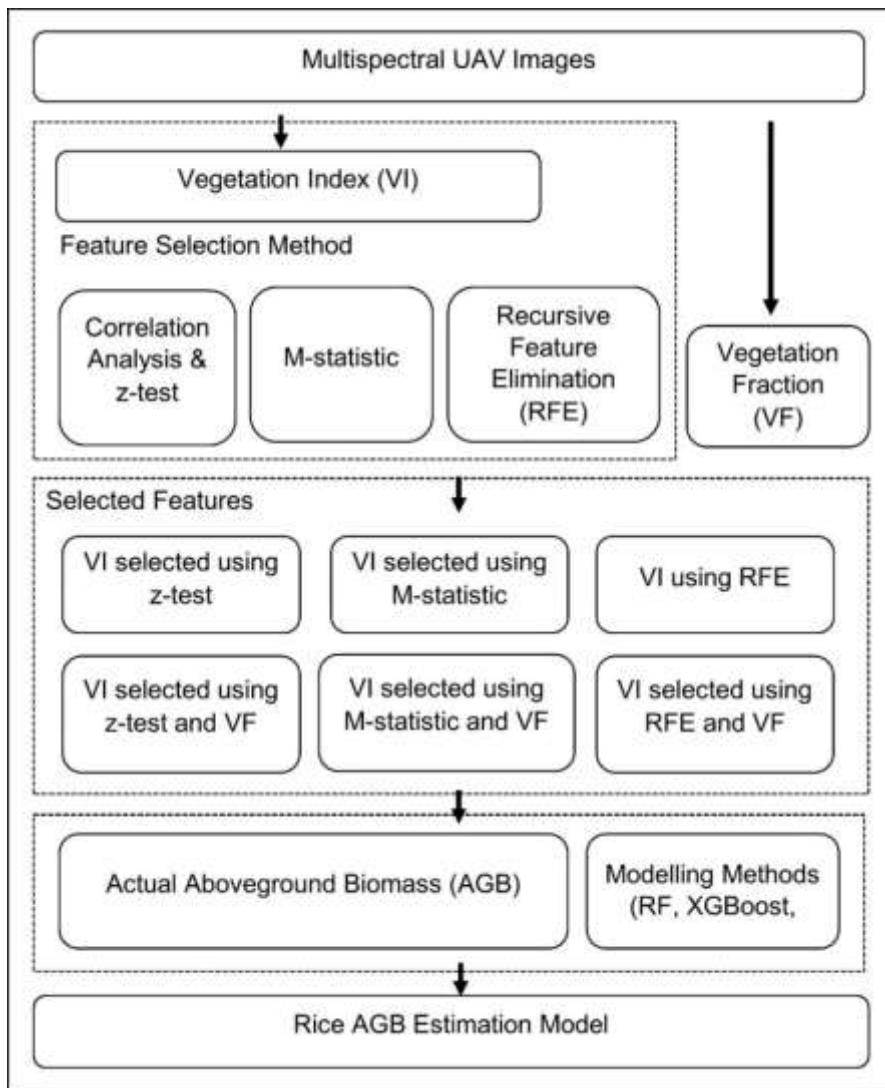 Multispectral UAV Images
Vegetation Index (VI)
Feature Selection Method
Correlation
Analysis &
z-test
M-statistic
Recursive
Feature
Elimination
(RFE)
Vegetation
Fraction
(VF)
Selected Features
VI selected using
z-test
VI selected using
M-statistic
VI using RFE
VI selected using
z-test and VF
VI selected using
M-statistic and VF
VI selected using
RFE and VF
Actual Aboveground Biomass (AGB)
Modelling Methods
(RF, XGBoost,
Rice AGB Estimation Model